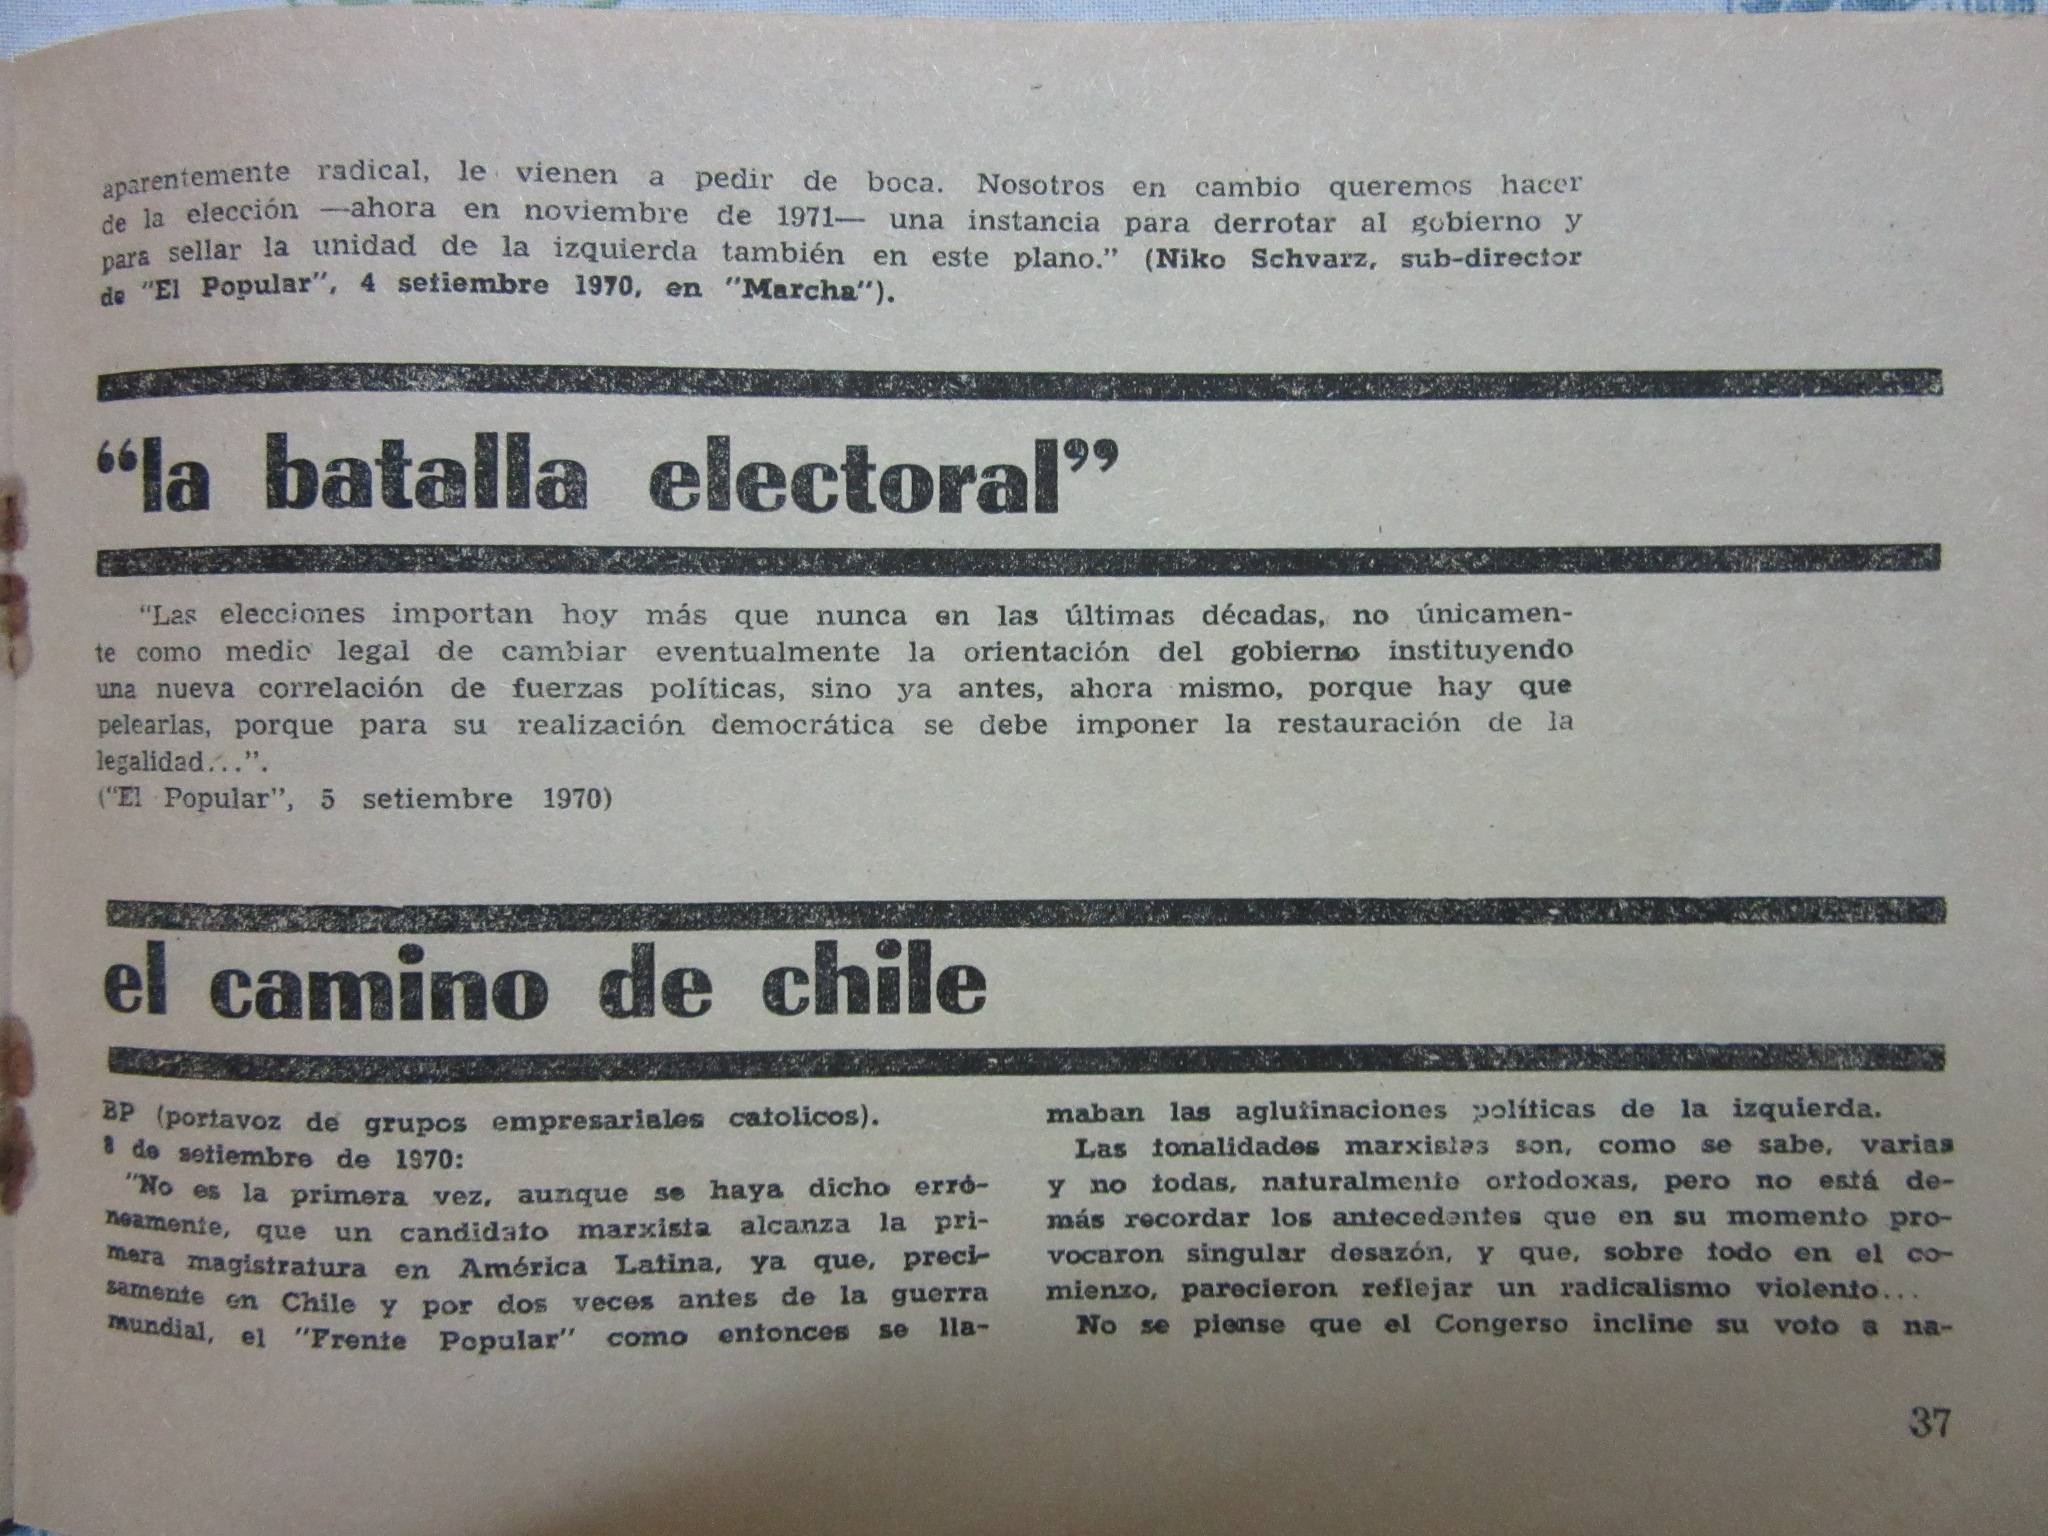 aparentemente radical, le vienen a pedir de boca. Nosotros en cambio queremos hacer
de la elección —ahora en noviembre de 1971— una instancia para derrotar al gobierno y
para sellar la unidad de la izquierda también en este plano." (Niko Schvarz, sub-director
de "El Popular", 4 setiembre 1970, en "Marcha").
"la batalla electoral"
"Las elecciones importan hoy más que nunca en las últimas décadas, no únicamen-
te como medio legal de cambiar eventualmente la orientación del gobierno instituyendo
una nueva correlación de fuerzas políticas, sino ya antes, ahora mismo, porque hay que
pelearlas, porque para su realización democrática se debe imponer la restauración de la
legalidad...".
("El Popular", 5 setiembre 1970)
el camino de chile
BP (portavoz de grupos empresariales catolicos).
8 de setiembre de 1970:
"No es la primera vez, aunque se haya dicho erró-
neamente, que un candidato marxista alcanza la pri-
mera magistratura en América Latina, ya que, preci-
samente en Chile y por dos veces antes de la guerra
mundial, el "Frente Popular" como entonces se lla-
maban las aglutinaciones políticas de la izquierda.
Las tonalidades marxistas son, como se sabe, varias
y no todas, naturalmente ortodoxas, pero no está de-
más recordar los antecedentes que en su momento pro-
vocaron singular desazón, y que, sobre todo en el co-
mienzo, parecieron reflejar un radicalismo violento...
No se piense que el Congerso incline su voto a na-
37